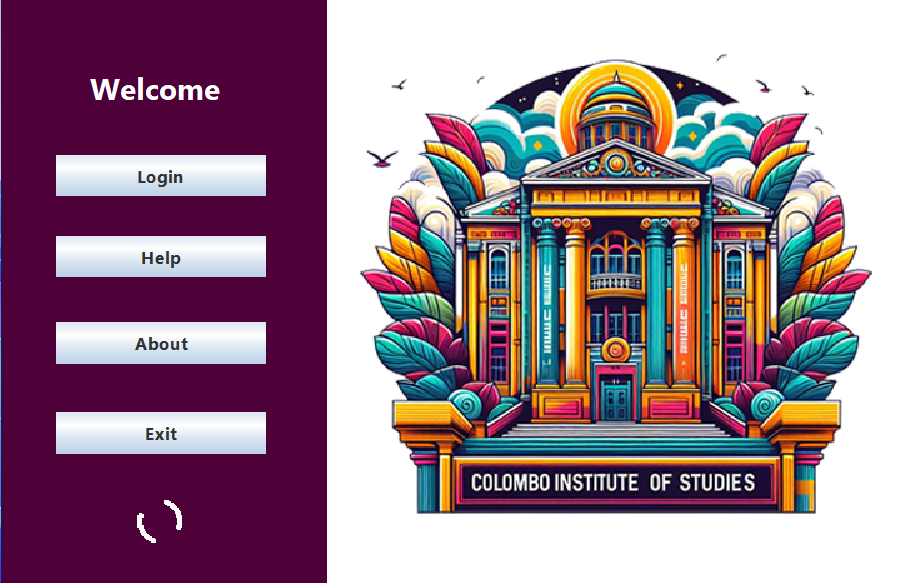 Welcome
Login
Help
About
Exit
COLOMBO INSTITUTE OF STUDIES